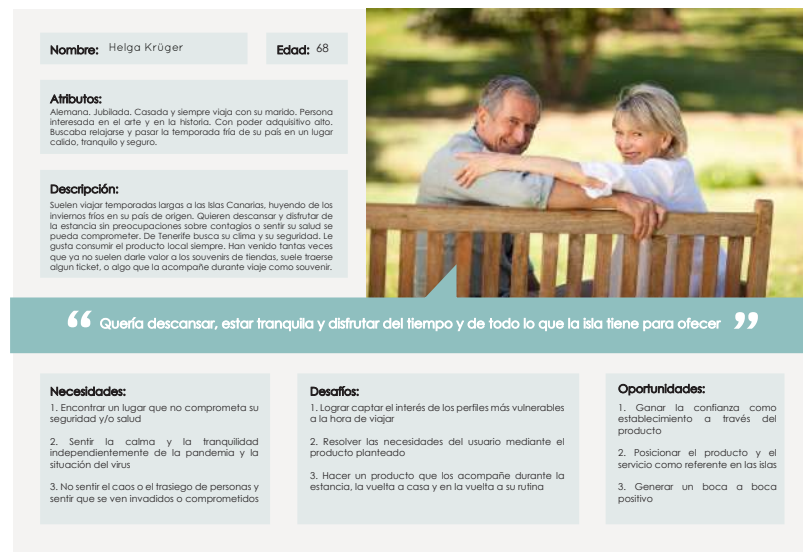 Nombre: Helga Krüger
Edad: 68
Atributos:
Alemana. Jubilada. Casada y siempre viaja con su marido. Persona
interesada en el arte y en la historia. Con poder adquisitivo alto.
Buscaba relajarse y pasar la temporada fría de su país en un lugar
calido, tranquilo y seguro.
Descripción:
Suelen viajar temporadas largas a las Islas Canarias, huyendo de los
inviernos fríos en su país de origen. Quieren descansar y disfrutar de
la estancia sin preocupaciones sobre contagios o sentir su salud se
pueda comprometer. De Tenerife busca su clima y su seguridad. Le
gusta consumir el producto local siempre. Han venido tantas veces
que ya no suelen darle valor a los souvenirs de tiendas, suele traerse
algun ticket, o algo que la acompañe durante viaje como souvenir.
“ Quería descansar, estar tranquila y disfrutar del tiempo y de todo lo que la isla tiene para ofecer ”
Necesidades:
1. Encontrar un lugar que no comprometa su
seguridad y/o salud
2. Sentir la calma y la tranquilidad
independientemente de la pandemia y la
situación del virus
3. No sentir el caos o el trasiego de personas y
sentir que se ven invadidos o comprometidos
Desafíos:
1. Lograr captar el interés de los perfiles más vulnerables
a la hora de viajar
2. Resolver las necesidades del usuario mediante el
producto planteado
3. Hacer un producto que los acompañe durante la
estancia, la vuelta a casa y en la vuelta a su rutina
Oportunidades:
1. Ganar la confianza como
establecimiento a través del
producto
2. Posicionar el producto y el
servicio como referente en las islas
3. Generar un boca a boca
positivo